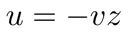 u = -vz